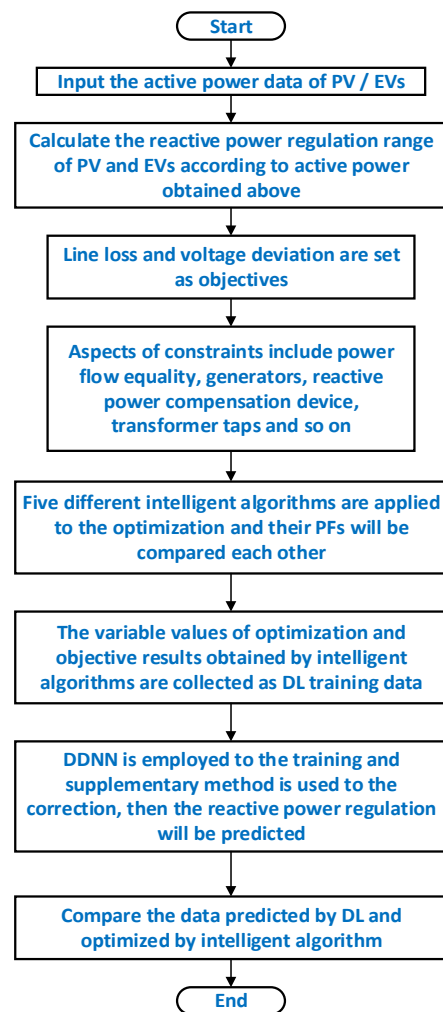 Start
Input the active power data of PV / EVs
Calculate the reactive power regulation range
of PV and EVs according to active power
obtained above
Line loss and voltage deviation are set
as objectives
Aspects of constraints include power
flow equality, generators, reactive
power compensation device,
transformer taps and so on
Five different intelligent algorithms are applied
to the optimization and their PFs will be
compared each other
The variable values of optimization and
objective results obtained by intelligent
algorithms are collected as DL training data
DDNN is employed to the training and
supplementary method is used to the
correction, then the reactive power regulation
will be predicted
Compare the data predicted by DL and
optimized by intelligent algorithm
End